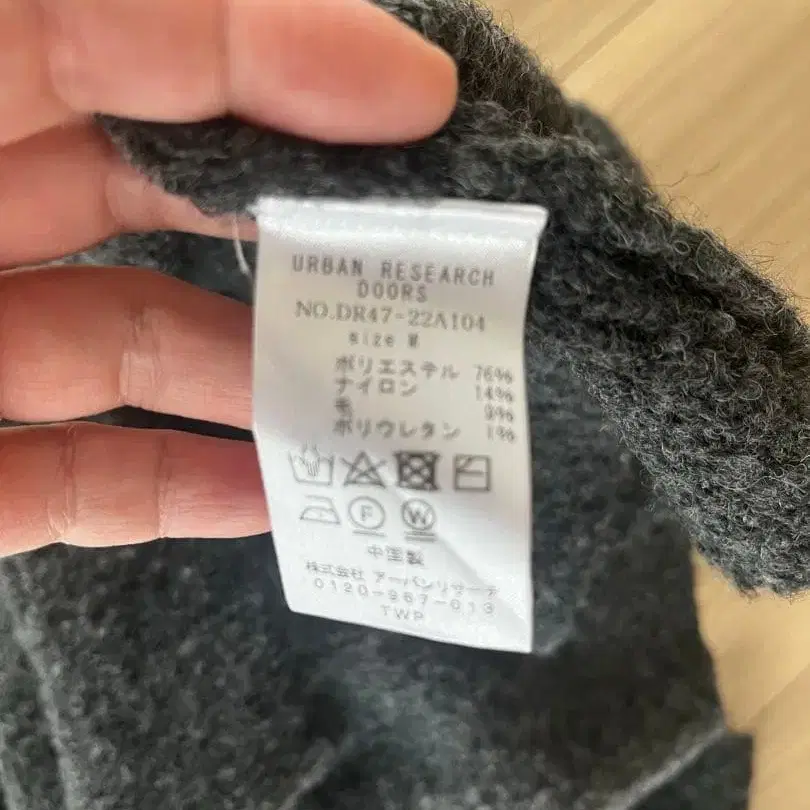 URBAN RESEARCH
DOORS
NO.DR47-22A104
size M
ポリエステル 76%
ナイロン 14%
毛 9%
ポリウレタン 1%
F W
中国製
株式会社 アーバンリサーチ
0120-967-013
TWP